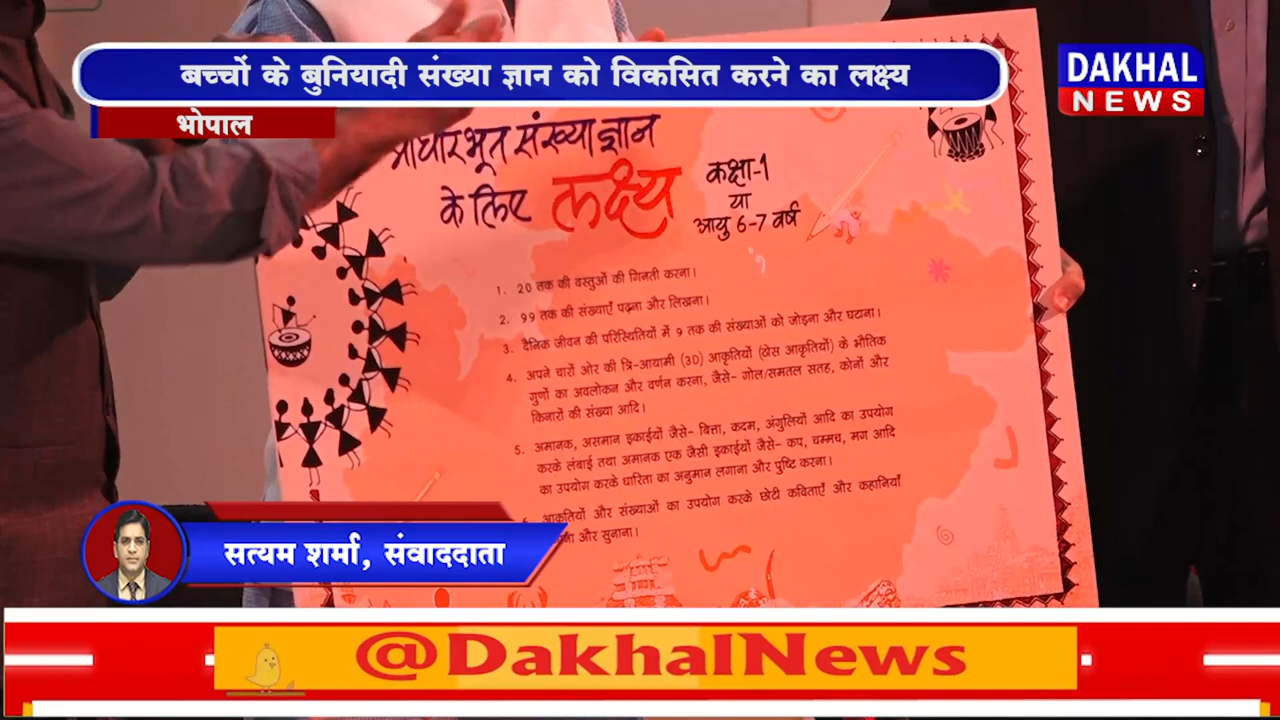 बच्चों के बुनियादी संख्या ज्ञान को विकसित करने का लक्ष्य
DAKHAL
NEWS
भोपाल
संख्या ज्ञान
के लिए लक्ष्य
कक्षा-1
या
आयु 6-7 वर्ष
1. 20 तक की वस्तुओं की गिनती करना।
2. 99 तक की संख्याएँ पढ़ना और लिखना।
3. दैनिक जीवन की परिस्थितियों में 9 तक की संख्याओं को जोड़ना और घटाना।
4. अपने चारों ओर की त्रि-आयामी (3D) आकृतियों (ठोस आकृतियों) के भौतिक
गुणों का अवलोकन और वर्णन करना, जैसे- गोल/समतल सतह, कोनों और
किनारों की संख्या आदि।
5. अमानक, असमान इकाईयों जैसे- बित्ता, कदम, अंगुलियों आदि का उपयोग
करके लंबाई तथा अमानक एक जैसी इकाईयों जैसे- कप, चम्मच, मग आदि
का उपयोग करके धारिता का अनुमान लगाना और पुष्टि करना।
आकृतियों और संख्याओं का उपयोग करके छोटी कविताएँ और कहानियाँ
और सुनाना।
सत्यम शर्मा, संवाददाता
@DakhalNews